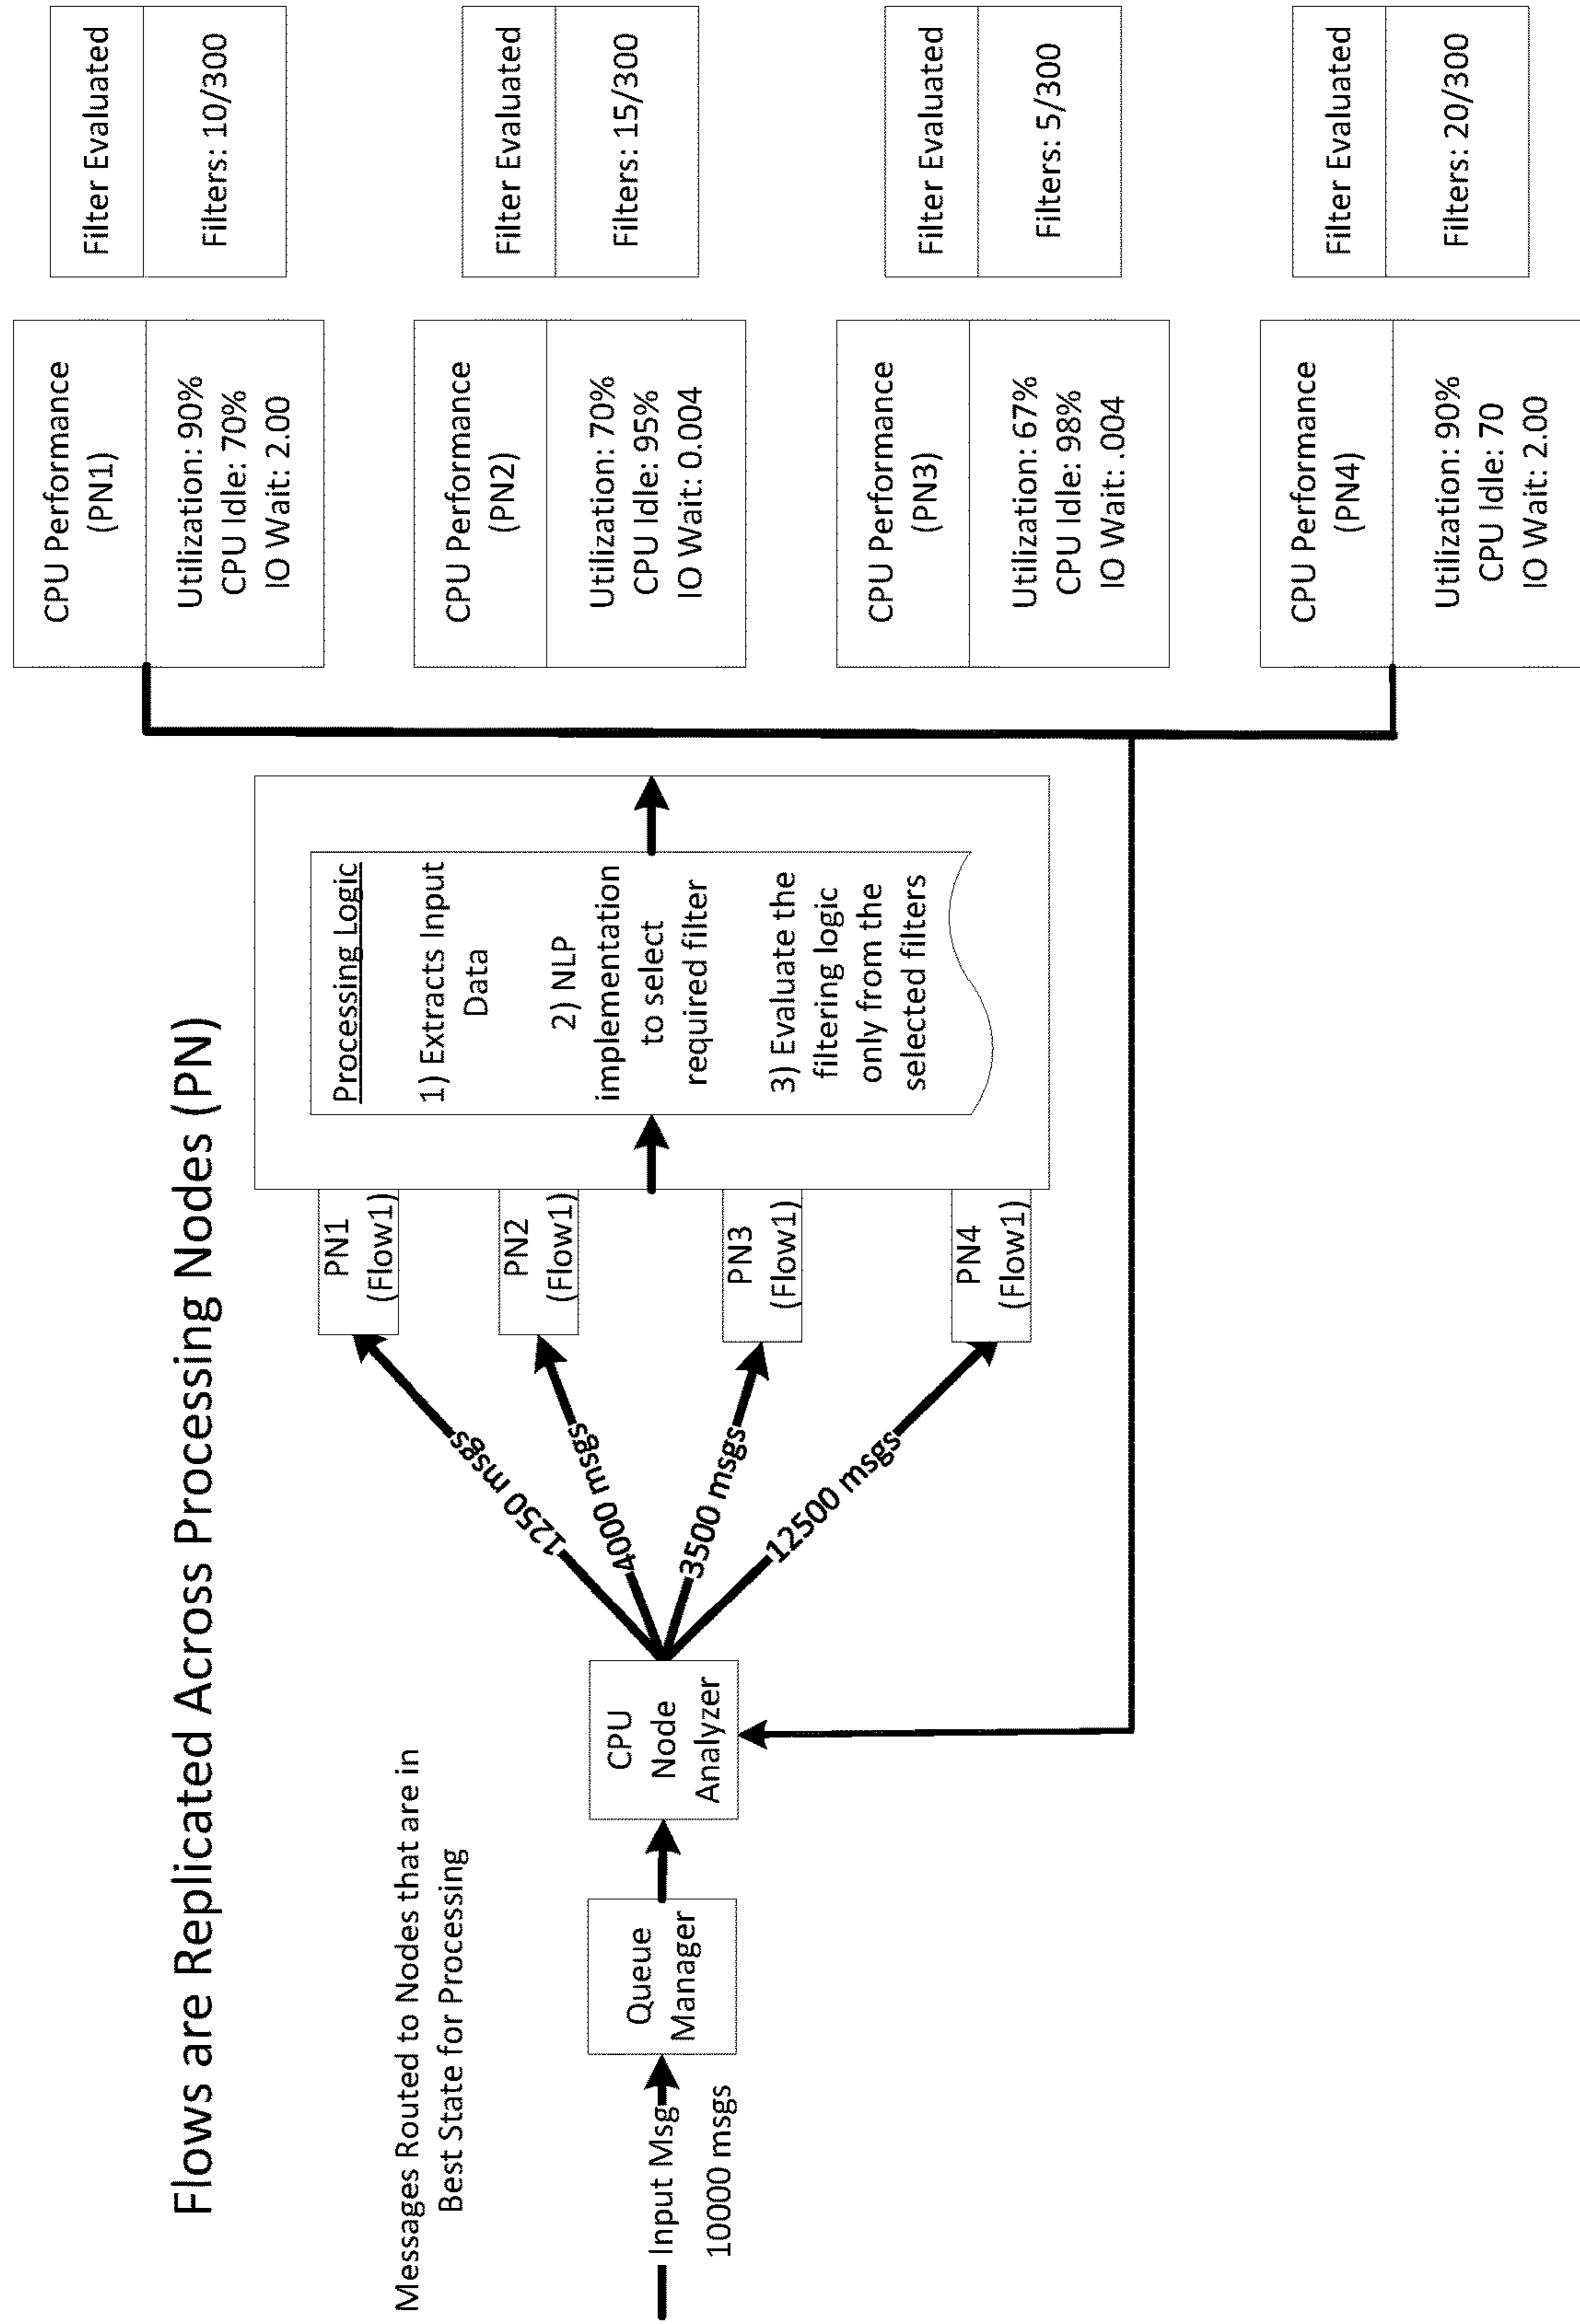 Flows are Replicated Across Processing Nodes (PN)
Messages Routed to Nodes that are in
Best State for Processing
Input Msg
10000 msgs
Queue
Manager
CPU
Node
Analyzer
1250 msgs
4000 msgs
3500 msgs
12500 msgs
PN1
(Flow1)
PN2
(Flow1)
PN3
(Flow1)
PN4
(Flow1)
Processing Logic
1) Extracts Input
Data
2) NLP
implementation
to select
required filter
3) Evaluate the
filtering logic
only from the
selected filters
CPU Performance
(PN1)
Utilization: 90%
CPU Idle: 70%
IO Wait: 2.00
Filter Evaluated
Filters: 10/300
CPU Performance
(PN2)
Utilization: 70%
CPU Idle: 95%
IO Wait: 0.004
Filter Evaluated
Filters: 15/300
CPU Performance
(PN3)
Utilization: 67%
CPU Idle: 98%
IO Wait: .004
Filter Evaluated
Filters: 5/300
CPU Performance
(PN4)
Utilization: 90%
CPU Idle: 70
IO Wait: 2.00
Filter Evaluated
Filters: 20/300